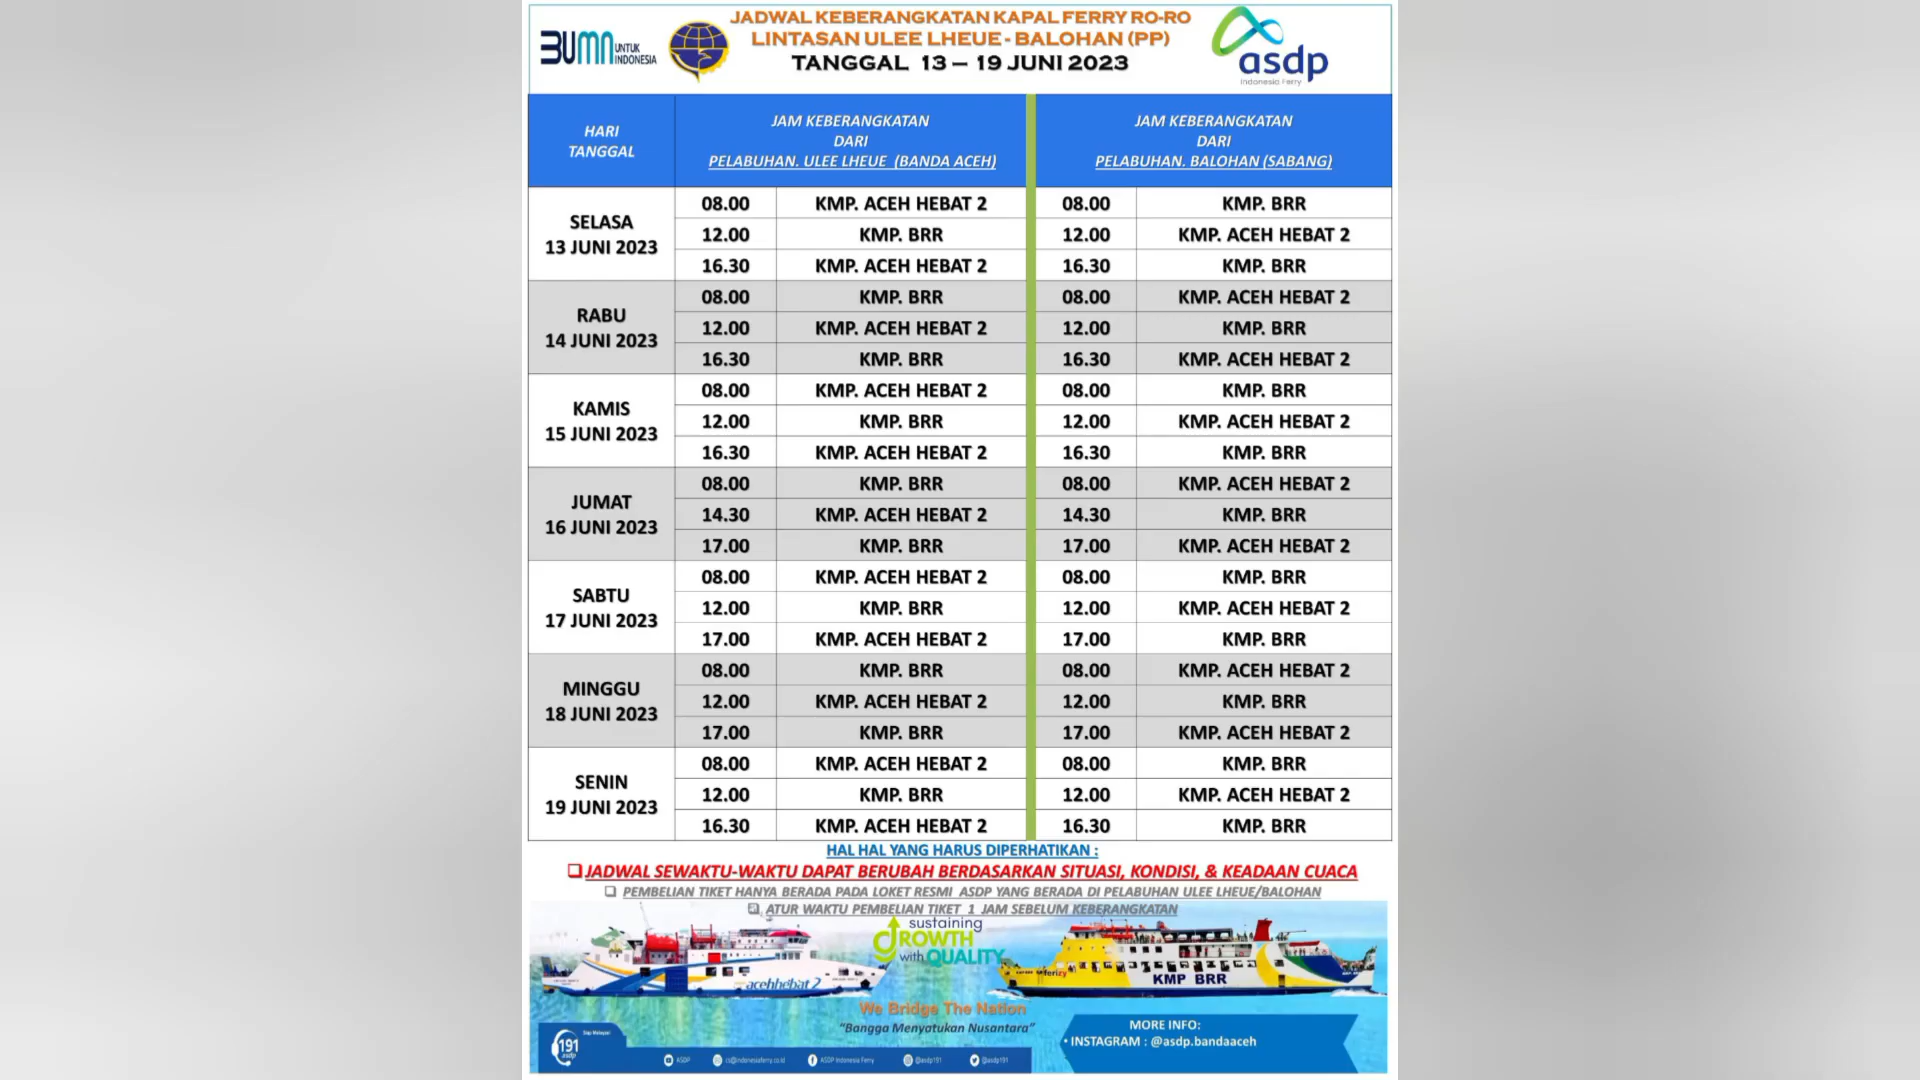 BUMN UNTUK INDONESIA
JADWAL KEBERANGKATAN KAPAL FERRY RO-RO
LINTASAN ULEE LHEUE - BALOHAN (PP)
TANGGAL 13 – 19 JUNI 2023
asdp
Indonesia Ferry
HARI TANGGAL
JAM KEBERANGKATAN DARI PELABUHAN. ULEE LHEUE (BANDA ACEH)
JAM KEBERANGKATAN DARI PELABUHAN. BALOHAN (SABANG)
SELASA 13 JUNI 2023
08.00 KMP. ACEH HEBAT 2 08.00 KMP. BRR
12.00 KMP. BRR 12.00 KMP. ACEH HEBAT 2
16.30 KMP. ACEH HEBAT 2 16.30 KMP. BRR
RABU 14 JUNI 2023
08.00 KMP. BRR 08.00 KMP. ACEH HEBAT 2
12.00 KMP. ACEH HEBAT 2 12.00 KMP. BRR
16.30 KMP. BRR 16.30 KMP. ACEH HEBAT 2
KAMIS 15 JUNI 2023
08.00 KMP. ACEH HEBAT 2 08.00 KMP. BRR
12.00 KMP. BRR 12.00 KMP. ACEH HEBAT 2
16.30 KMP. ACEH HEBAT 2 16.30 KMP. BRR
JUMAT 16 JUNI 2023
08.00 KMP. BRR 08.00 KMP. ACEH HEBAT 2
14.30 KMP. ACEH HEBAT 2 14.30 KMP. BRR
17.00 KMP. BRR 17.00 KMP. ACEH HEBAT 2
SABTU 17 JUNI 2023
08.00 KMP. ACEH HEBAT 2 08.00 KMP. BRR
12.00 KMP. BRR 12.00 KMP. ACEH HEBAT 2
17.00 KMP. ACEH HEBAT 2 17.00 KMP. BRR
MINGGU 18 JUNI 2023
08.00 KMP. BRR 08.00 KMP. ACEH HEBAT 2
12.00 KMP. ACEH HEBAT 2 12.00 KMP. BRR
17.00 KMP. BRR 17.00 KMP. ACEH HEBAT 2
SENIN 19 JUNI 2023
08.00 KMP. ACEH HEBAT 2 08.00 KMP. BRR
12.00 KMP. BRR 12.00 KMP. ACEH HEBAT 2
16.30 KMP. ACEH HEBAT 2 16.30 KMP. BRR
HAL HAL YANG HARUS DIPERHATIKAN :
JADWAL SEWAKTU-WAKTU DAPAT BERUBAH BERDASARKAN SITUASI, KONDISI, & KEADAAN CUACA
PEMBELIAN TIKET HANYA BERADA PADA LOKET RESMI ASDP YANG BERADA DI PELABUHAN ULEE LHEUE/BALOHAN
ATUR WAKTU PEMBELIAN TIKET 1 JAM SEBELUM KEBERANGKATAN
sustaining
GROWTH
with QUALITY
acehhebat 2
ferizy
KMP BRR
We Bridge The Nation
"Bangga Menyatukan Nusantara"
MORE INFO:
• INSTAGRAM : @asdp.bandaaceh
191
asdp
Siap Melayani
ASDP
cs@indonesiaferry.co.id
ASDP Indonesia Ferry
@asdp191
@asdp191